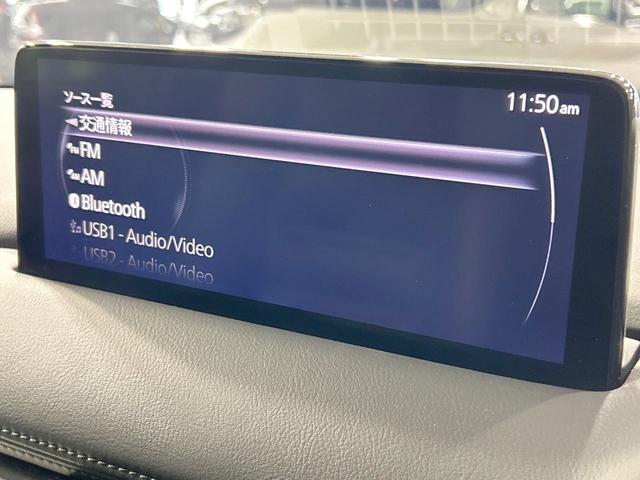 ソース一覧
11:50am
交通情報
FM
AM
Bluetooth
USB1 - Audio/Video
USB2 - Audio/Video